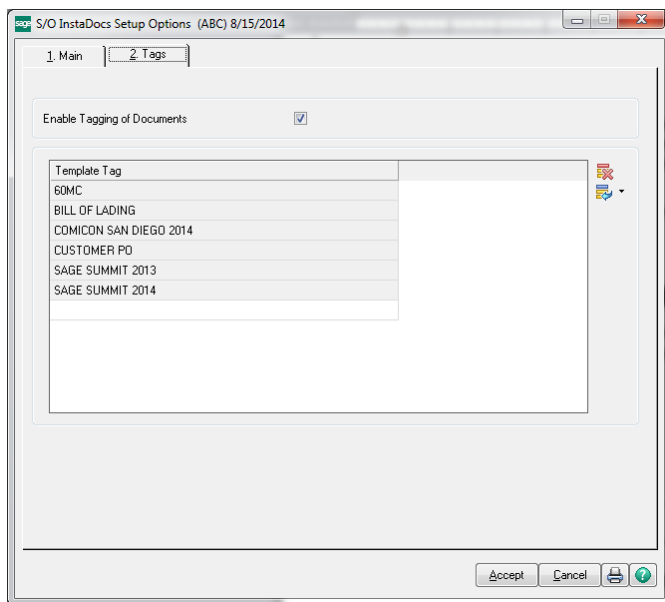 sage S/O InstaDocs Setup Options (ABC) 8/15/2014
1. Main 2. Tags
Enable Tagging of Documents
Template Tag
60MC
BILL OF LADING
COMICON SAN DIEGO 2014
CUSTOMER PO
SAGE SUMMIT 2013
SAGE SUMMIT 2014
Accept Cancel